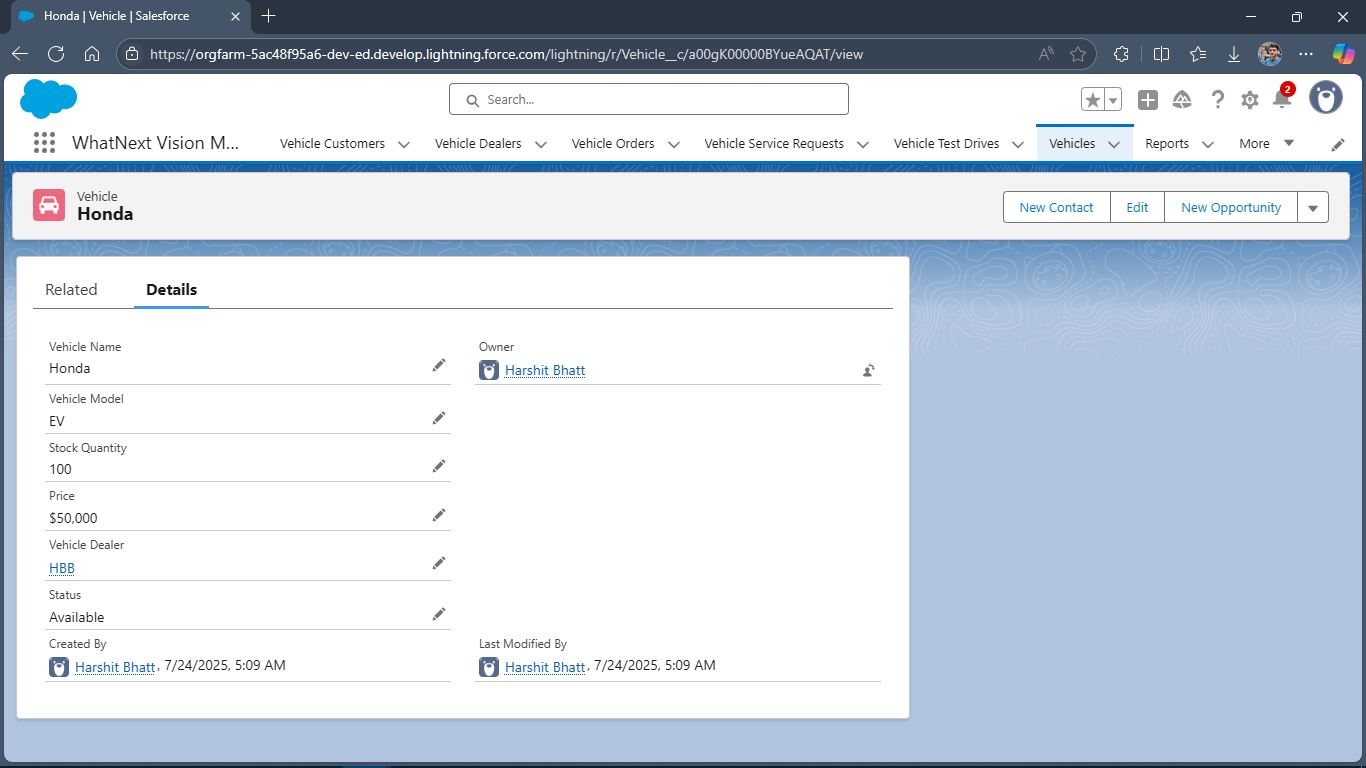 Honda | Vehicle | Salesforce
https://orgfarm-5ac48f95a6-dev-ed.develop.lightning.force.com/lightning/r/Vehicle__c/a00gK00000BYueAQAT/view
Search...
2
WhatNext Vision M... Vehicle Customers Vehicle Dealers Vehicle Orders Vehicle Service Requests Vehicle Test Drives Vehicles Reports More
Vehicle
Honda
New Contact Edit New Opportunity
Related Details
Vehicle Name Owner
Honda Harshit Bhatt
Vehicle Model
EV
Stock Quantity
100
Price
$50,000
Vehicle Dealer
HBB
Status
Available
Created By Last Modified By
Harshit Bhatt, 7/24/2025, 5:09 AM Harshit Bhatt, 7/24/2025, 5:09 AM